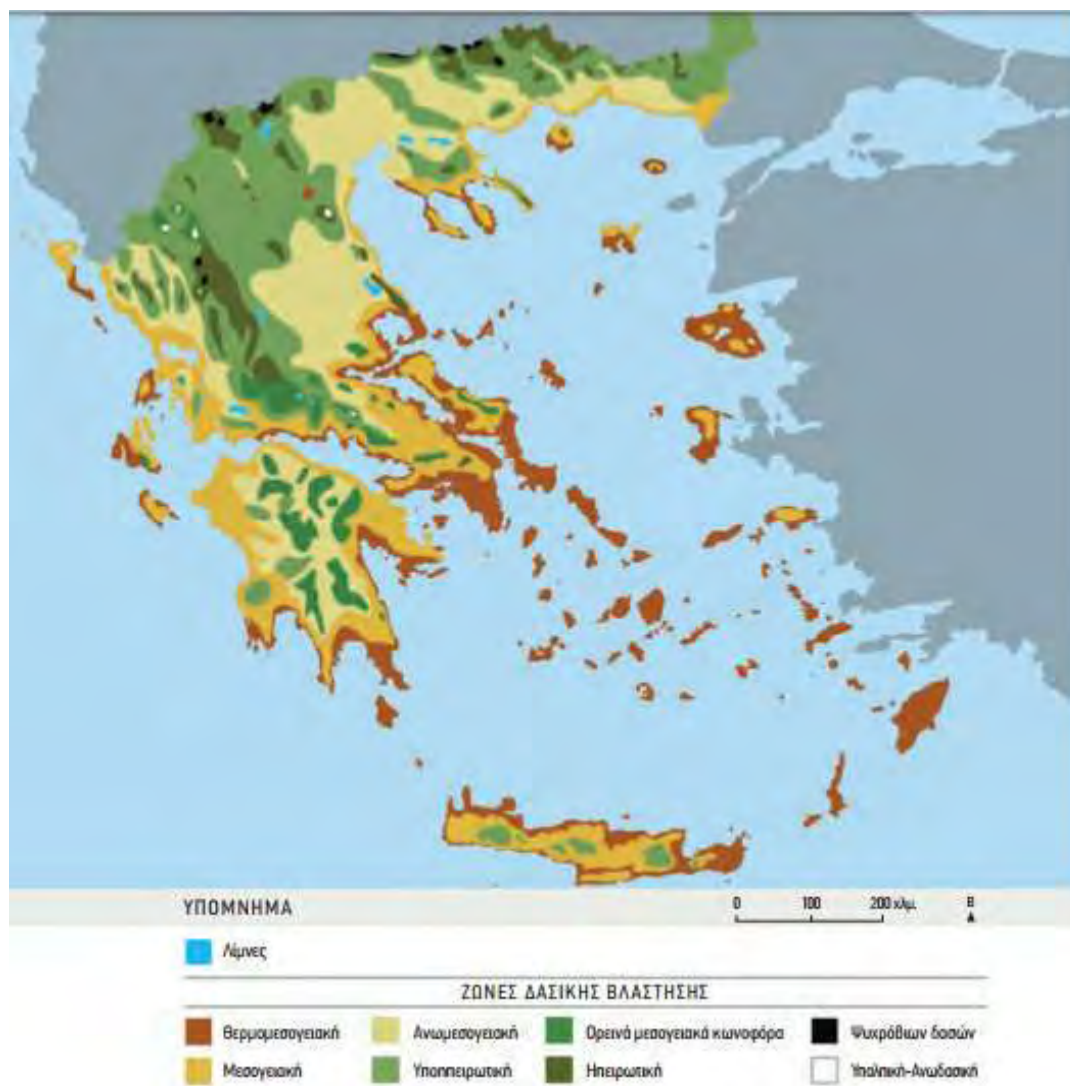 ΥΠΟΜΝΗΜΑ
0 100 200 χλμ. Β
Λίμνες
ΖΩΝΕΣ ΔΑΣΙΚΗΣ ΒΛΑΣΤΗΣΗΣ
Θερμομεσογειακή Ανωμεσογειακή Ορεινά μεσογειακά κωνοφόρα Ψυχρόβιων δασών
Μεσογειακή Υποηπειρωτική Ηπειρωτική Υπαλπική-Ανωδασική